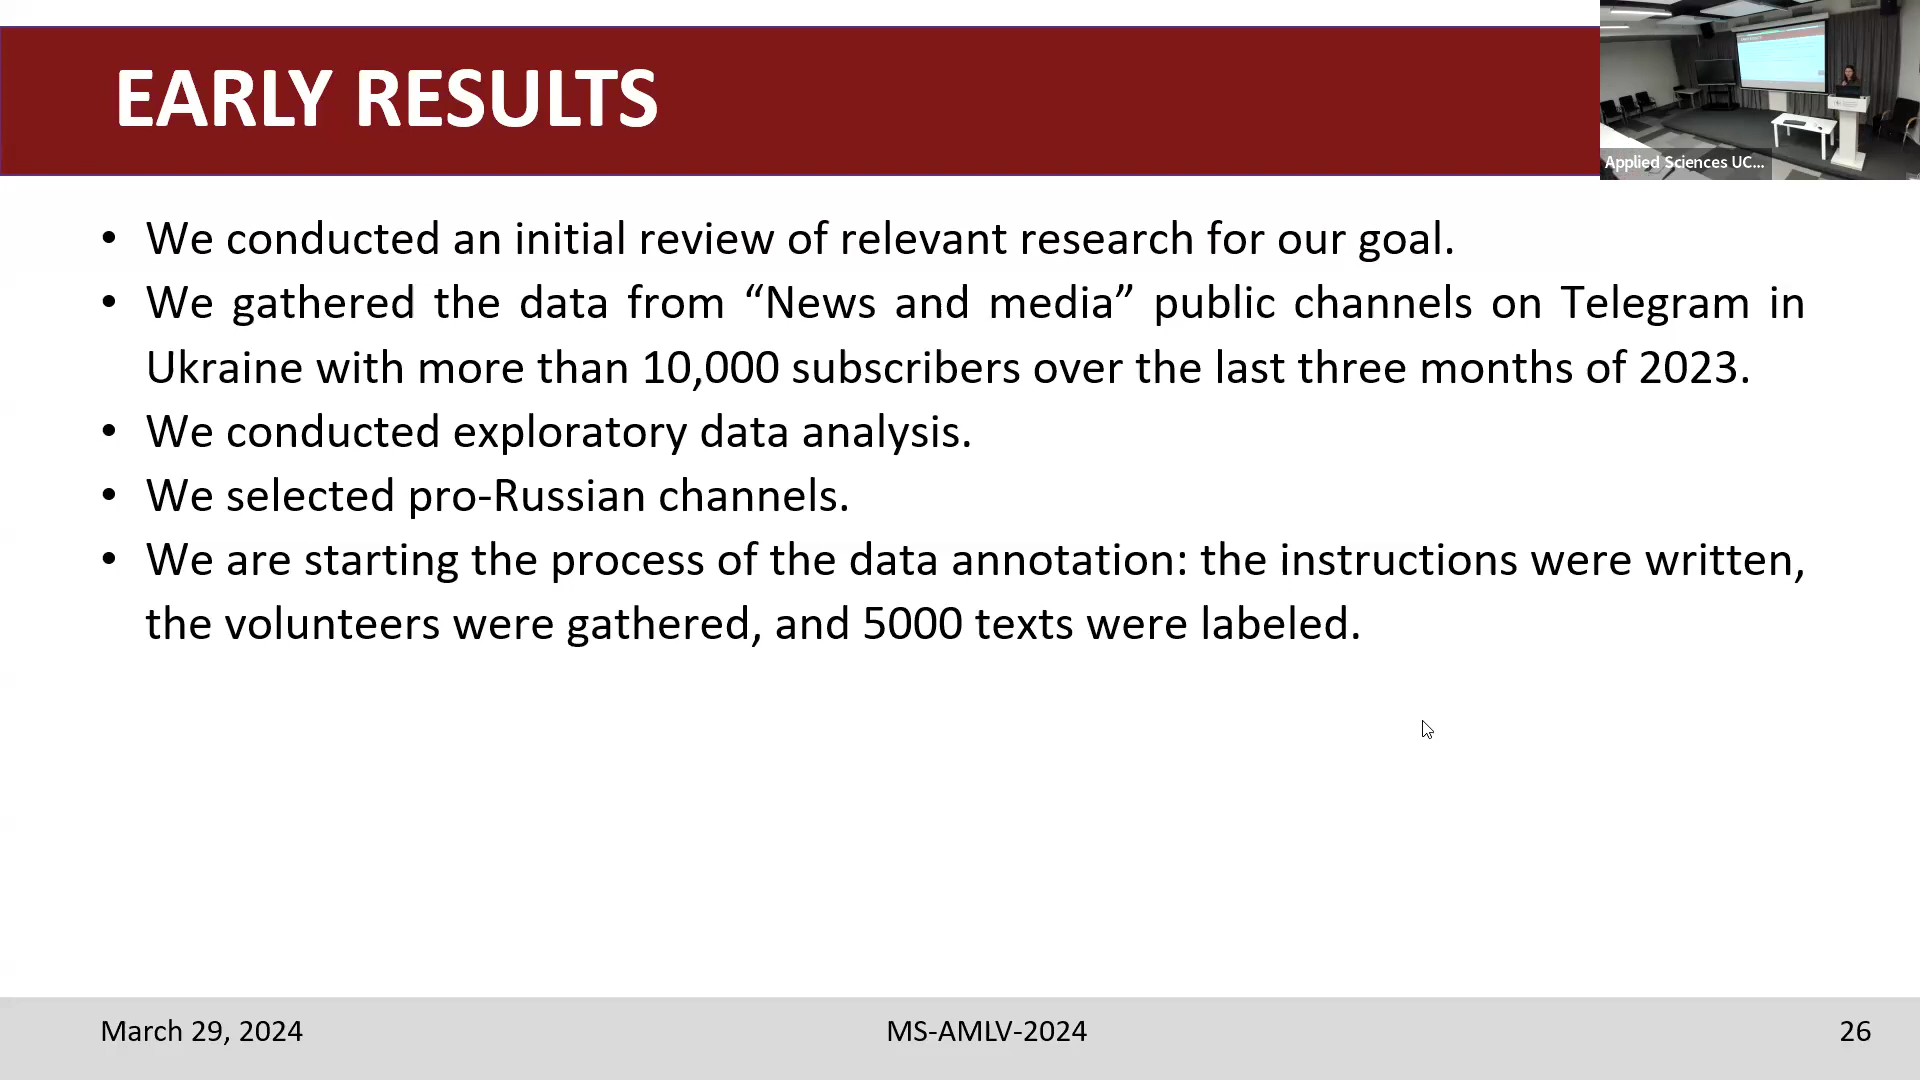 EARLY RESULTS
Applied Sciences UC...
• We conducted an initial review of relevant research for our goal.
• We gathered the data from “News and media” public channels on Telegram in
Ukraine with more than 10,000 subscribers over the last three months of 2023.
• We conducted exploratory data analysis.
• We selected pro-Russian channels.
• We are starting the process of the data annotation: the instructions were written,
the volunteers were gathered, and 5000 texts were labeled.
March 29, 2024
MS-AMLV-2024
26